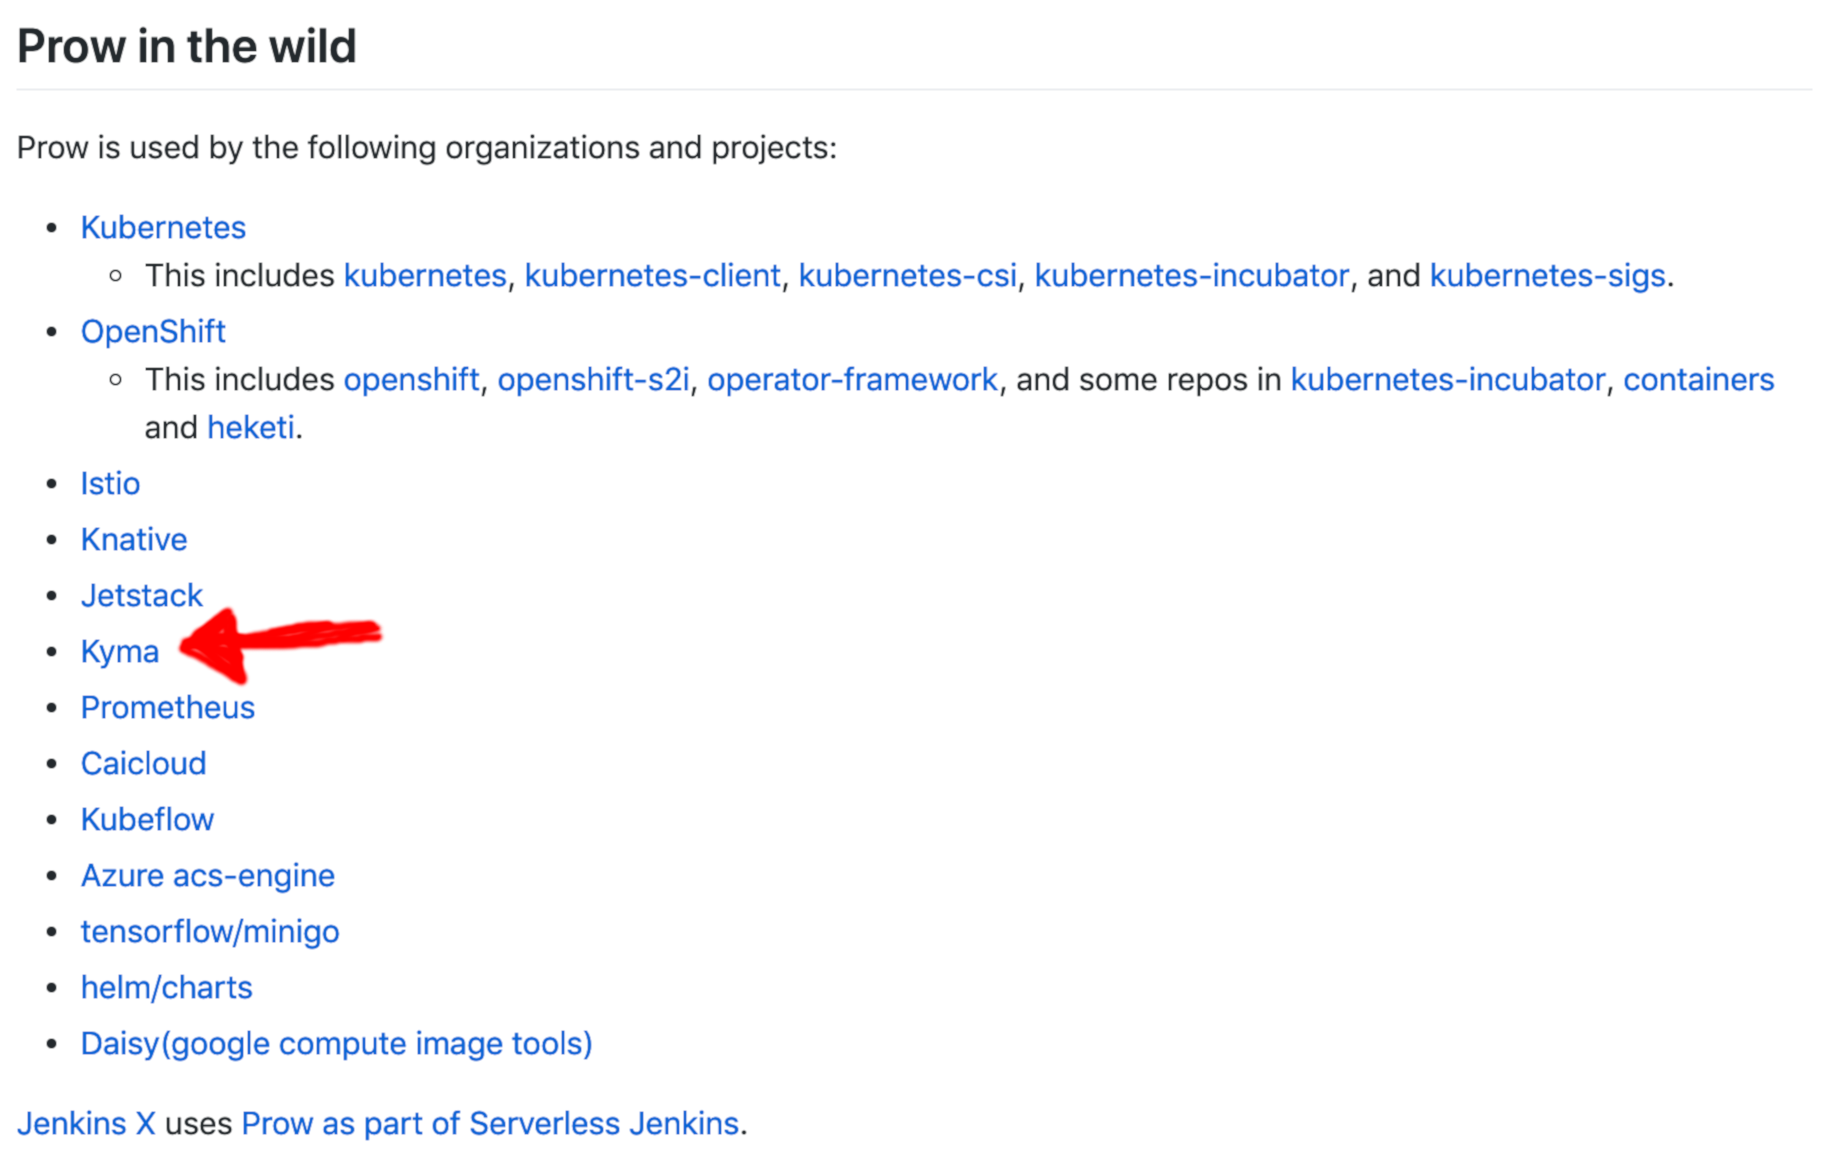 Prow in the wild
Prow is used by the following organizations and projects:
• Kubernetes
◦ This includes kubernetes, kubernetes-client, kubernetes-csi, kubernetes-incubator, and kubernetes-sigs.
• OpenShift
◦ This includes openshift, openshift-s2i, operator-framework, and some repos in kubernetes-incubator, containers
and heketi.
• Istio
• Knative
• Jetstack
• Kyma
• Prometheus
• Caicloud
• Kubeflow
• Azure acs-engine
• tensorflow/minigo
• helm/charts
• Daisy(google compute image tools)
Jenkins X uses Prow as part of Serverless Jenkins.